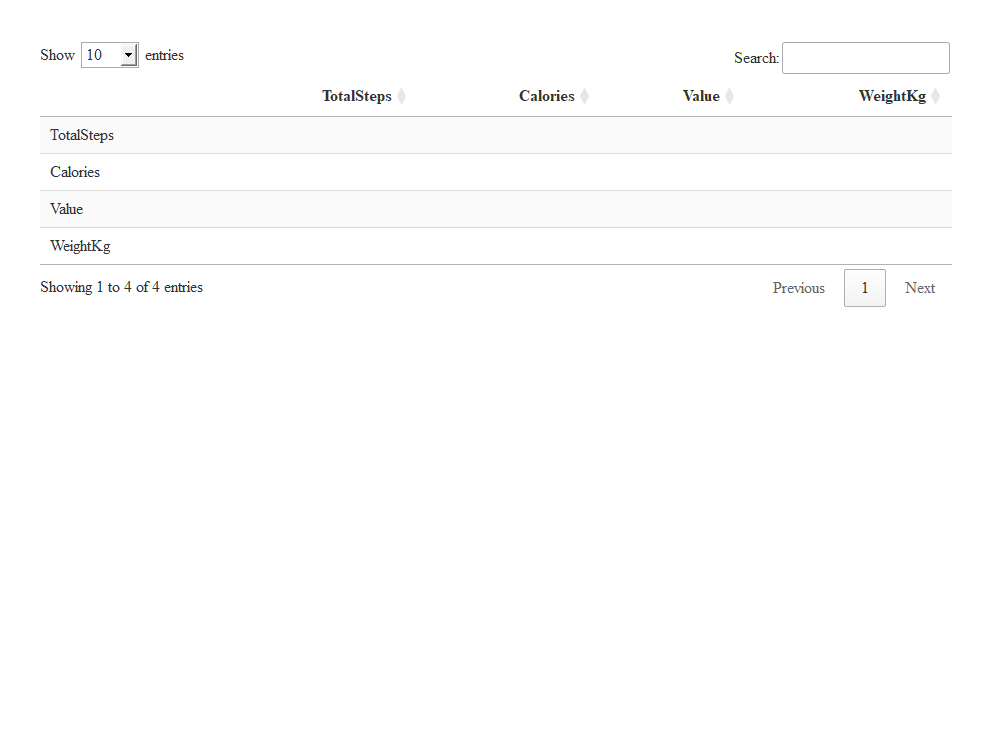 Show 10 entries
Search:
TotalSteps Calories Value WeightKg
TotalSteps
Calories
Value
WeightKg
Showing 1 to 4 of 4 entries
Previous 1 Next